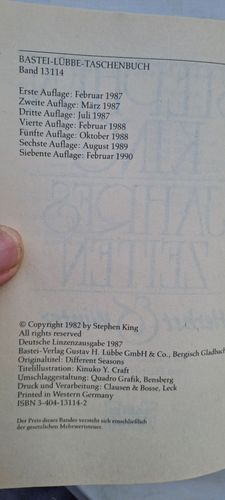 BASTEI-LÜBBE-TASCHENBUCH
Band 13114
Erste Auflage: Februar 1987
Zweite Auflage: März 1987
Dritte Auflage: Juli 1987
Vierte Auflage: Februar 1988
Fünfte Auflage: Oktober 1988
Sechste Auflage: August 1989
Siebente Auflage: Februar 1990
© Copyright 1982 by Stephen King
All rights reserved
Deutsche Linzenzausgabe 1987
Bastei-Verlag Gustav H. Lübbe GmbH & Co., Bergisch Gladbach
Originaltitel: Different Seasons
Titelillustration: Kinuko Y. Craft
Umschlaggestaltung: Quadro Grafik, Bensberg
Druck und Verarbeitung: Clausen & Bosse, Leck
Printed in Western Germany
ISBN 3-404-13114-2
Der Preis dieses Bandes versteht sich einschließlich
der gesetzlichen Mehrwertsteuer.